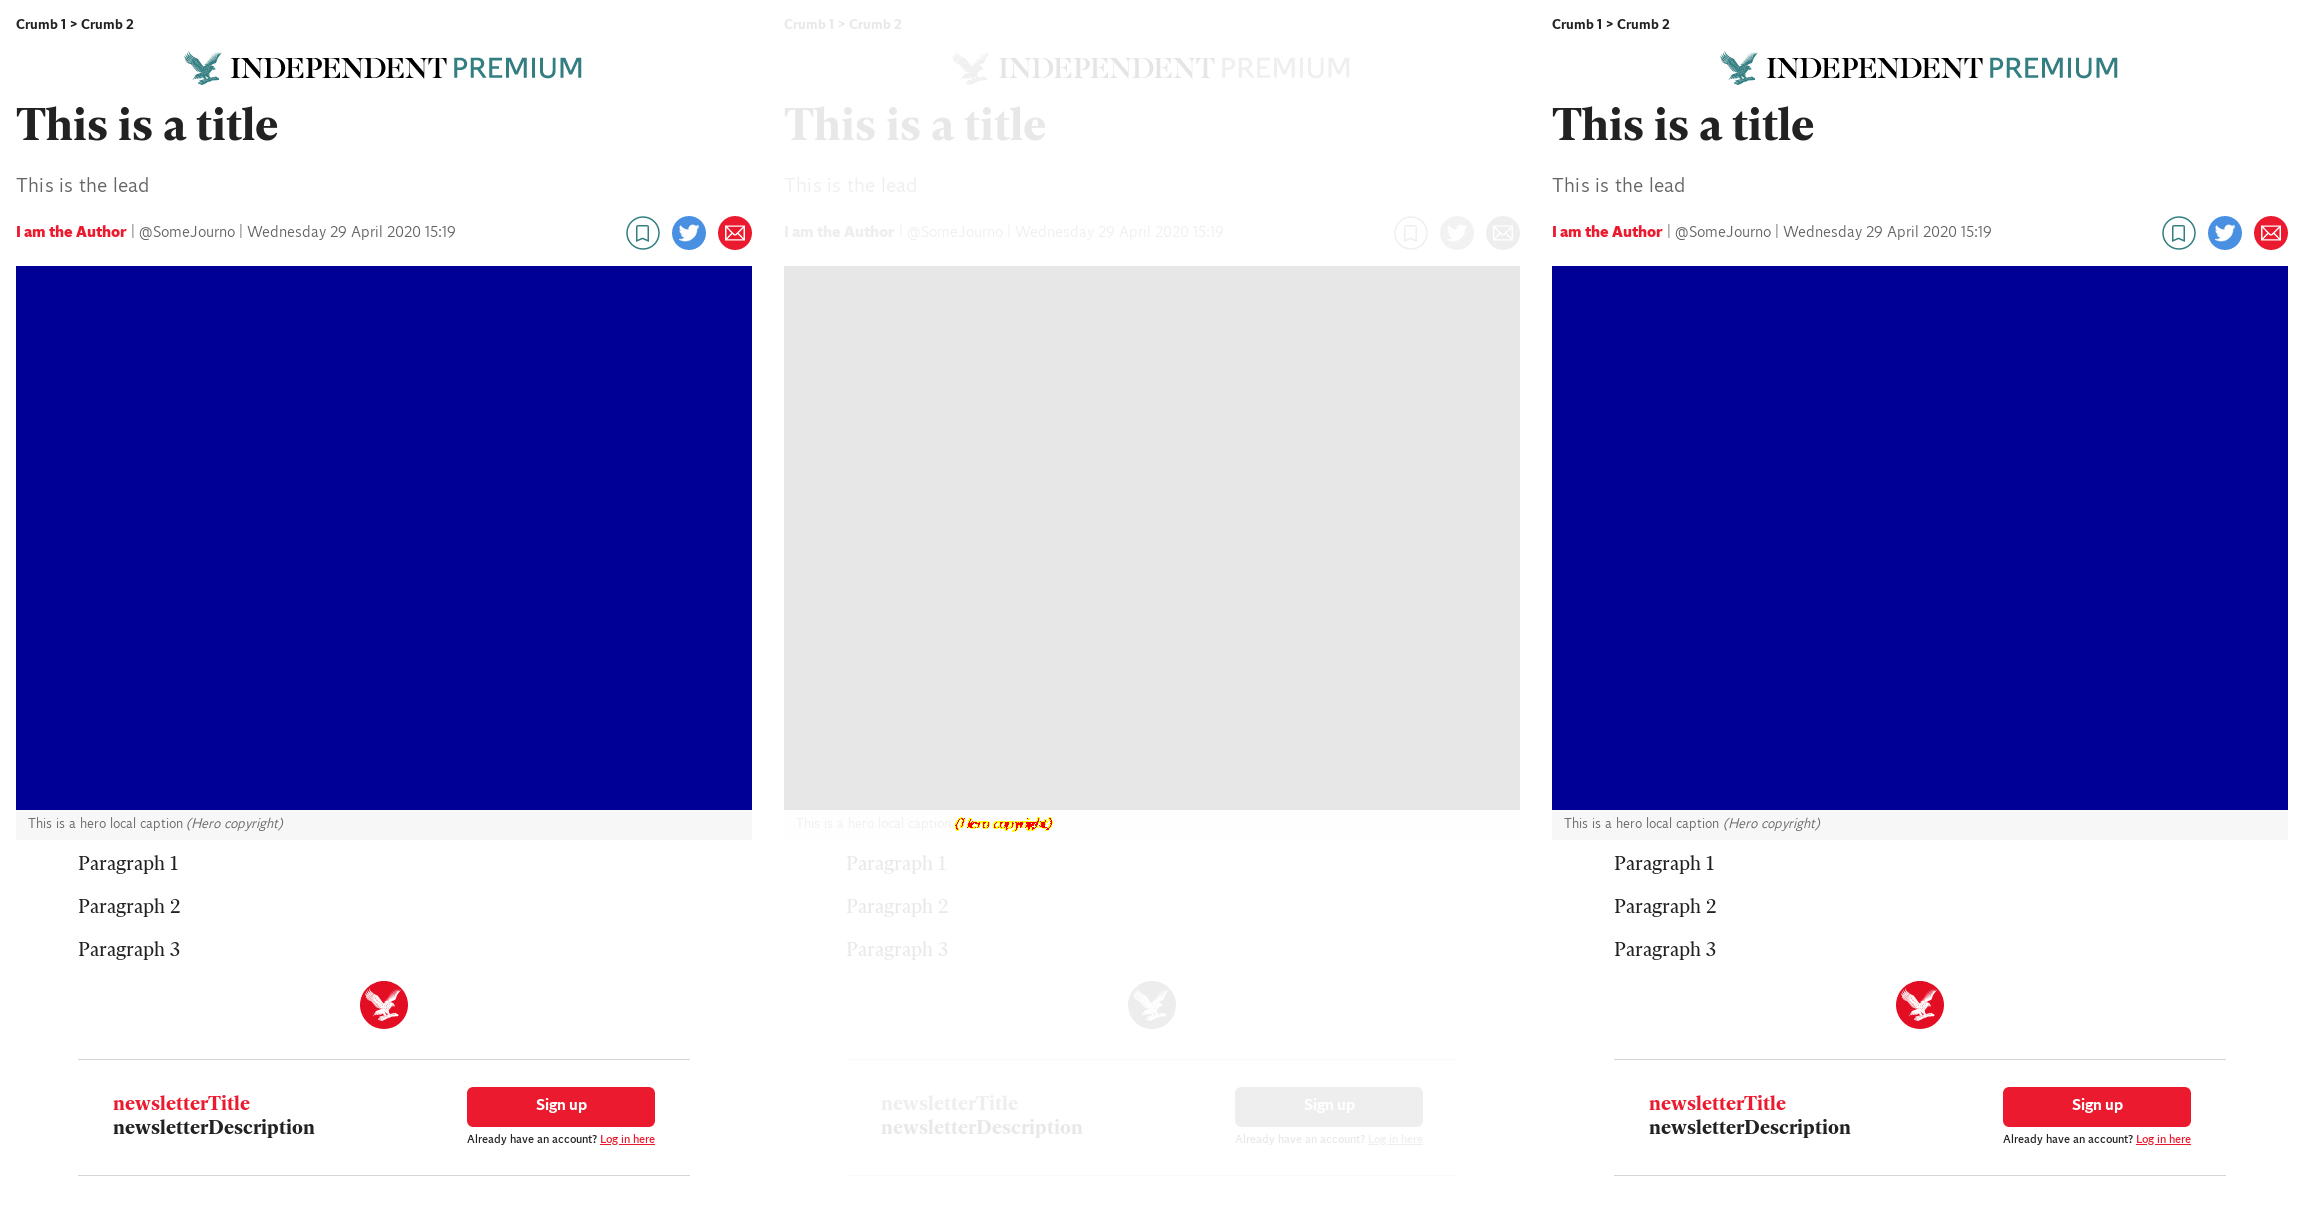 Crumb 1 > Crumb 2
INDEPENDENT PREMIUM
This is a title
This is the lead
I am the Author | @SomeJourno | Wednesday 29 April 2020 15:19
This is a hero local caption (Hero copyright)
Paragraph 1
Paragraph 2
Paragraph 3
newsletterTitle
newsletterDescription
Sign up
Already have an account? Log in here
Crumb 1 > Crumb 2
INDEPENDENT PREMIUM
This is a title
This is the lead
I am the Author | @SomeJourno | Wednesday 29 April 2020 15:19
This is a hero local caption (Hero copyright)
Paragraph 1
Paragraph 2
Paragraph 3
newsletterTitle
newsletterDescription
Sign up
Already have an account? Log in here
Crumb 1 > Crumb 2
INDEPENDENT PREMIUM
This is a title
This is the lead
I am the Author | @SomeJourno | Wednesday 29 April 2020 15:19
This is a hero local caption (Hero copyright)
Paragraph 1
Paragraph 2
Paragraph 3
newsletterTitle
newsletterDescription
Sign up
Already have an account? Log in here